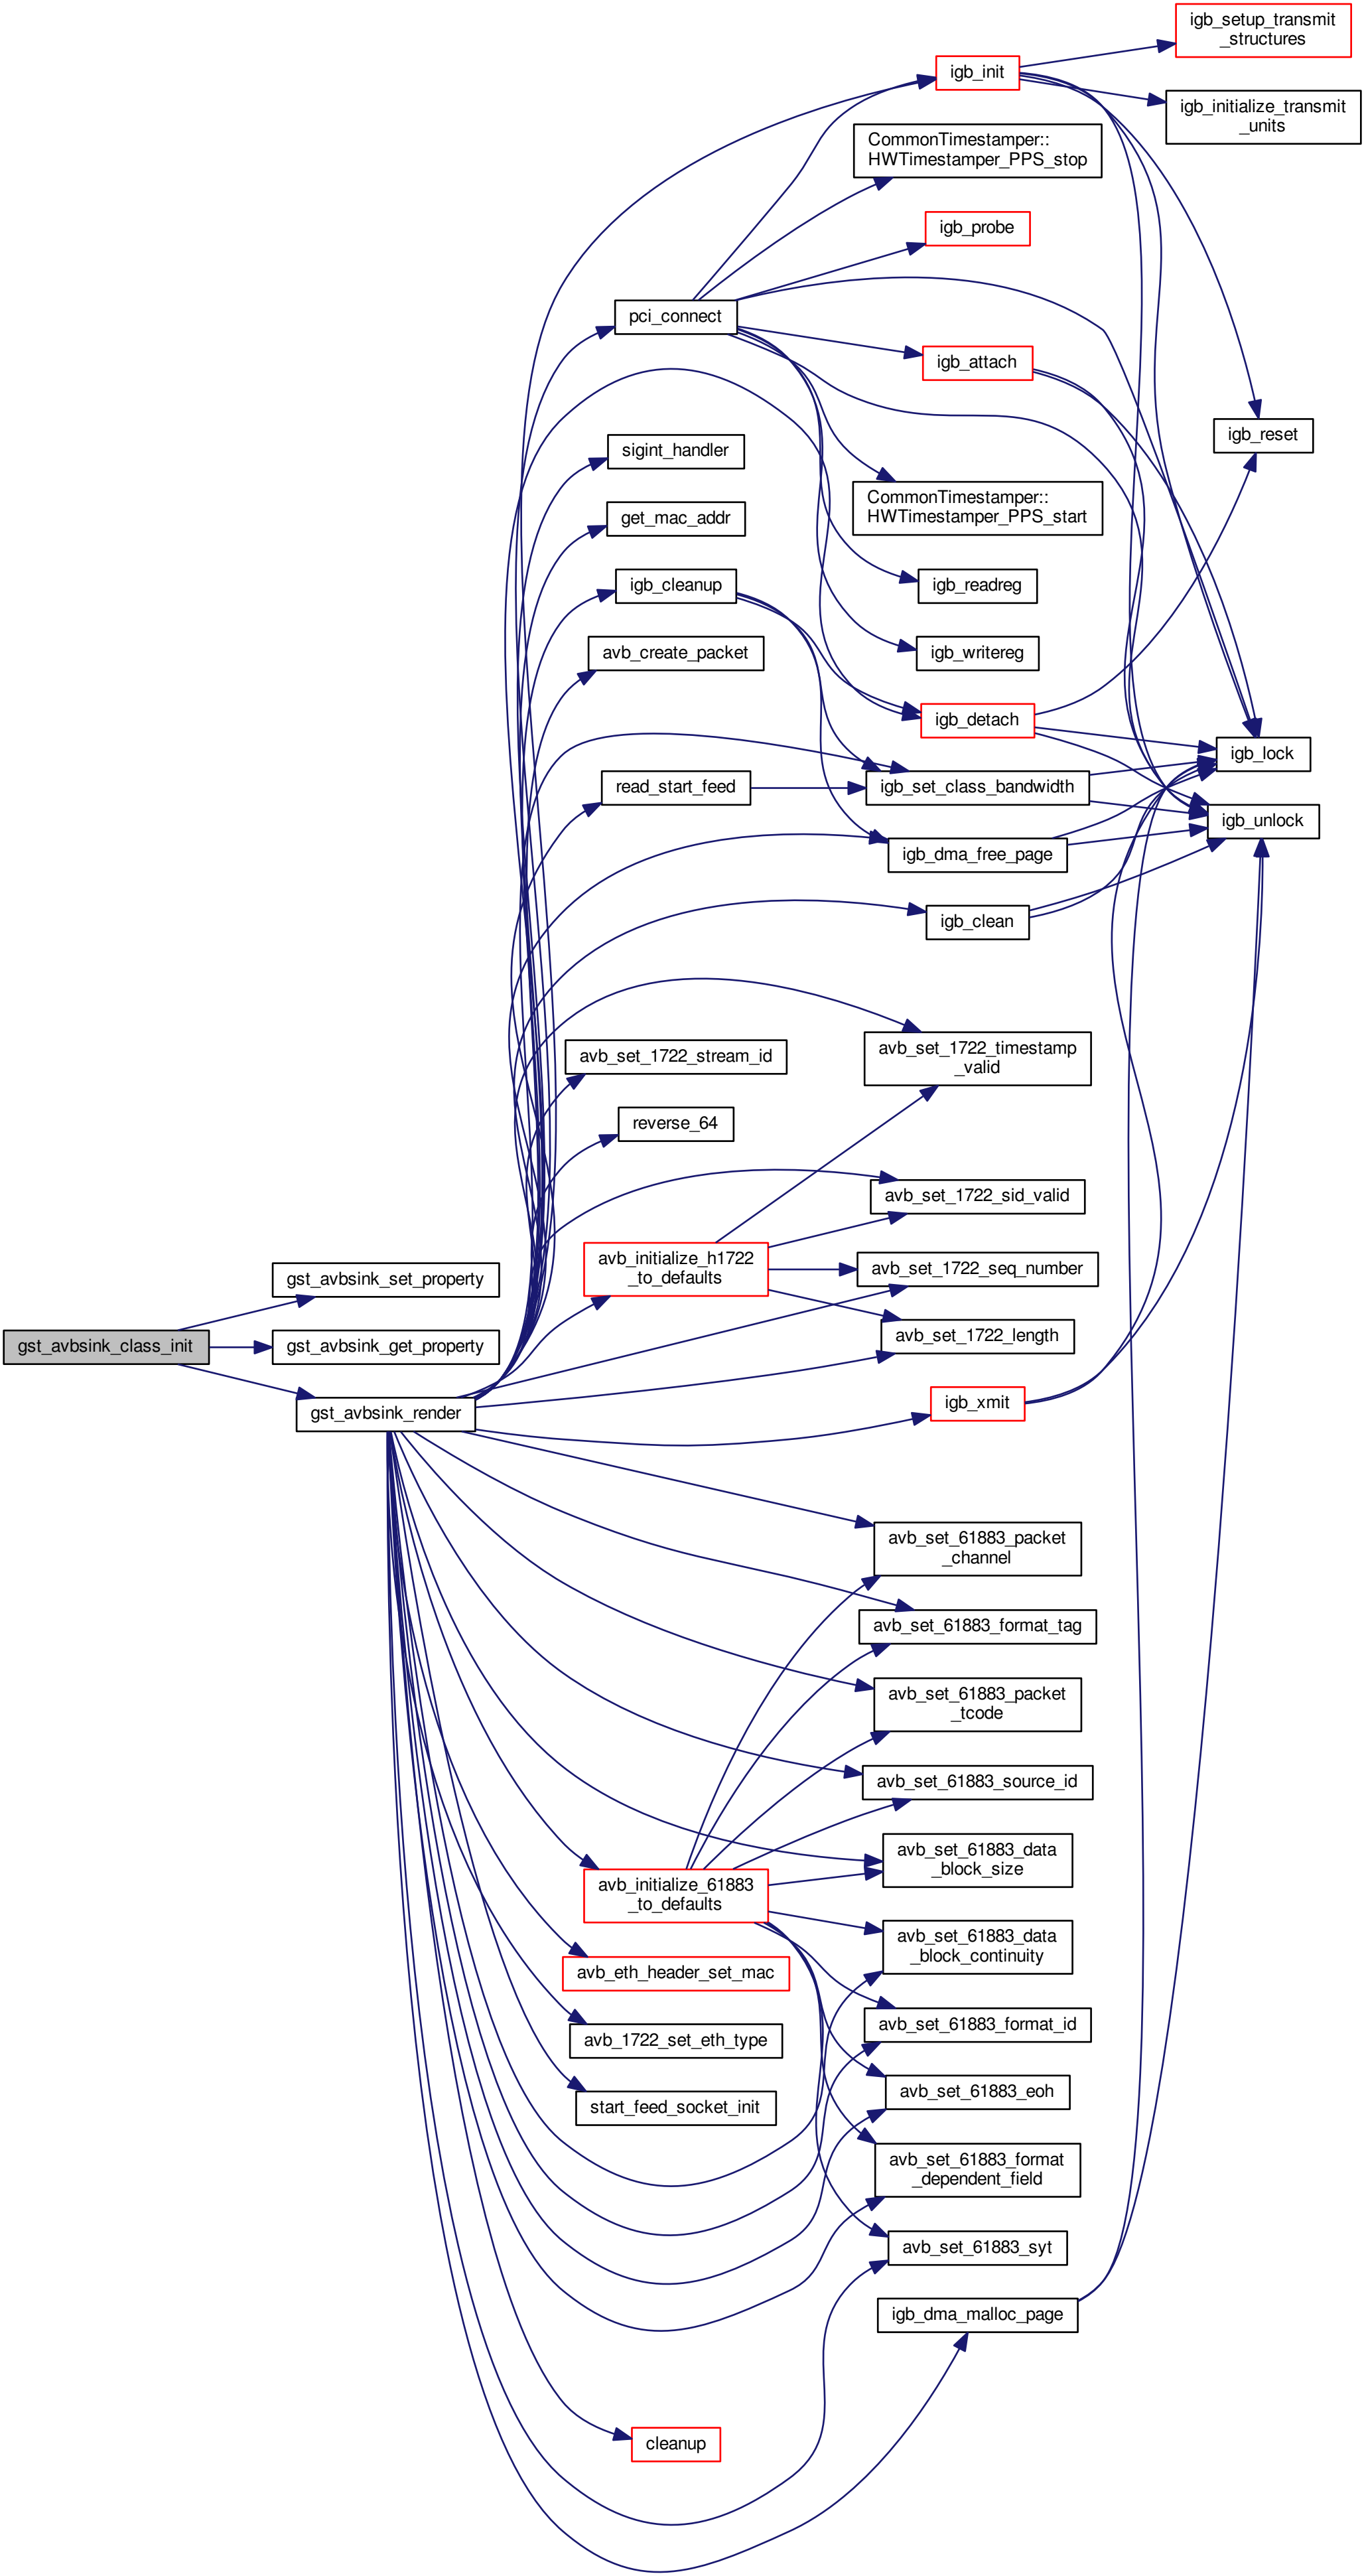 igb_setup_transmit
_structures
igb_init
igb_initialize_transmit
_units
CommonTimestamper::
HWTimestamper_PPS_stop
igb_probe
pci_connect
igb_attach
igb_reset
sigint_handler
CommonTimestamper::
HWTimestamper_PPS_start
get_mac_addr
igb_cleanup
igb_readreg
avb_create_packet
igb_writereg
igb_detach
igb_lock
read_start_feed
igb_set_class_bandwidth
igb_unlock
igb_dma_free_page
igb_clean
avb_set_1722_stream_id
avb_set_1722_timestamp
_valid
reverse_64
avb_set_1722_sid_valid
avb_initialize_h1722
_to_defaults
gst_avbsink_set_property
avb_set_1722_seq_number
avb_set_1722_length
gst_avbsink_class_init
gst_avbsink_get_property
igb_xmit
gst_avbsink_render
avb_set_61883_packet
_channel
avb_set_61883_format_tag
avb_set_61883_packet
_tcode
avb_set_61883_source_id
avb_set_61883_data
_block_size
avb_initialize_61883
_to_defaults
avb_set_61883_data
_block_continuity
avb_eth_header_set_mac
avb_set_61883_format_id
avb_1722_set_eth_type
avb_set_61883_eoh
start_feed_socket_init
avb_set_61883_format
_dependent_field
avb_set_61883_syt
igb_dma_malloc_page
cleanup